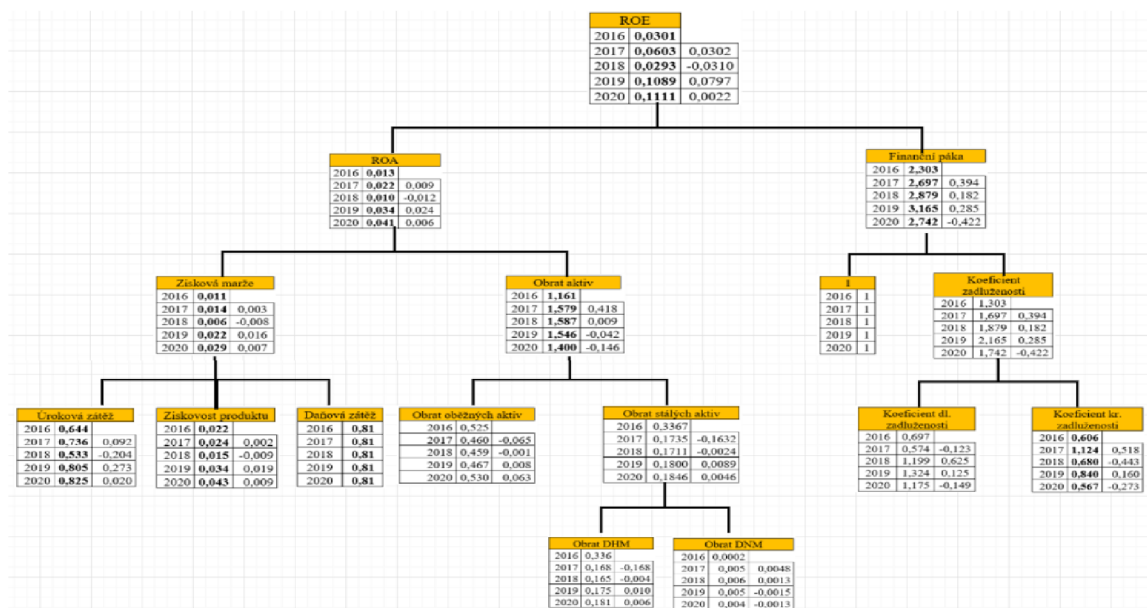 ROE
2016 0,0301
2017 0,0603 0,0302
2018 0,0293 -0,0310
2019 0,1089 0,0797
2020 0,1111 0,0022
ROA
2016 0,013
2017 0,022 0,009
2018 0,010 -0,012
2019 0,034 0,024
2020 0,041 0,006
Finanční páka
2016 2,303
2017 2,697 0,394
2018 2,879 0,182
2019 3,165 0,285
2020 2,742 -0,422
Zisková marže
2016 0,011
2017 0,014 0,003
2018 0,006 -0,008
2019 0,022 0,016
2020 0,029 0,007
Obrat aktiv
2016 1,161
2017 1,579 0,418
2018 1,587 0,009
2019 1,546 -0,042
2020 1,400 -0,146
1
2016 1
2017 1
2018 1
2019 1
2020 1
Koeficient
zadluženosti
2016 1,303
2017 1,697 0,394
2018 1,879 0,182
2019 2,165 0,285
2020 1,742 -0,422
Úroková zátěž
2016 0,644
2017 0,736 0,092
2018 0,533 -0,204
2019 0,805 0,273
2020 0,825 0,020
Ziskovost produktu
2016 0,022
2017 0,024 0,002
2018 0,015 -0,009
2019 0,034 0,019
2020 0,043 0,009
Daňová zátěž
2016 0,81
2017 0,81
2018 0,81
2019 0,81
2020 0,81
Obrat oběžných aktiv
2016 0,525
2017 0,460 -0,065
2018 0,459 -0,001
2019 0,467 0,008
2020 0,530 0,063
Obrat stálých aktiv
2016 0,3367
2017 0,1735 -0,1632
2018 0,1711 -0,0024
2019 0,1800 0,0089
2020 0,1846 0,0046
Koeficient dl.
zadluženosti
2016 0,697
2017 0,574 -0,123
2018 1,199 0,625
2019 1,324 0,125
2020 1,175 -0,149
Koeficient kr.
zadluženosti
2016 0,606
2017 1,124 0,518
2018 0,680 -0,443
2019 0,840 0,160
2020 0,567 -0,273
Obrat DHM
2016 0,336
2017 0,168 -0,168
2018 0,165 -0,004
2019 0,175 0,010
2020 0,181 0,006
Obrat DNM
2016 0,0002
2017 0,005 0,0048
2018 0,006 0,0013
2019 0,005 -0,0015
2020 0,004 -0,0013